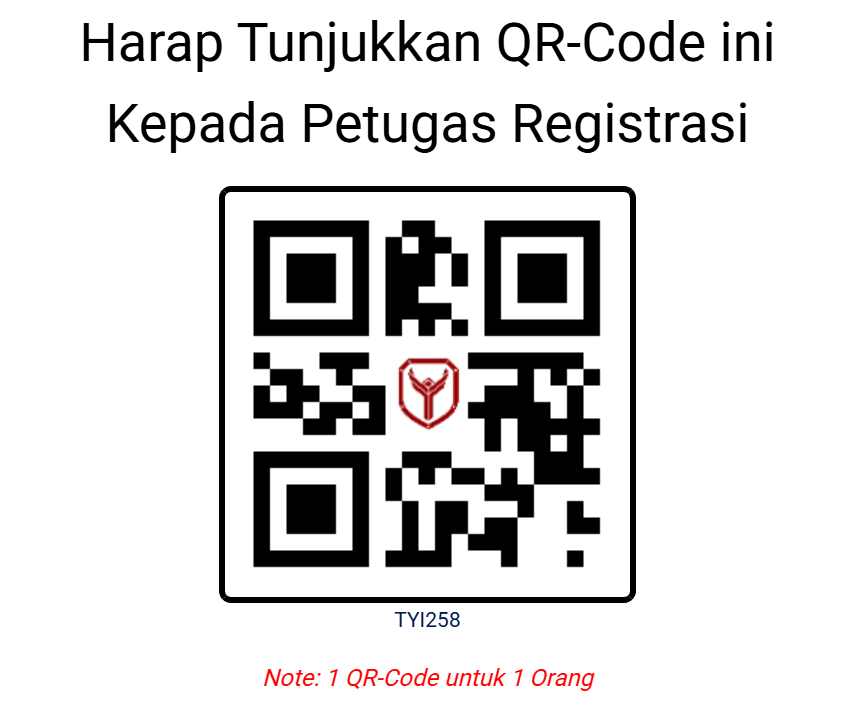 Harap Tunjukkan QR-Code ini
Kepada Petugas Registrasi
TYI258
Note: 1 QR-Code untuk 1 Orang